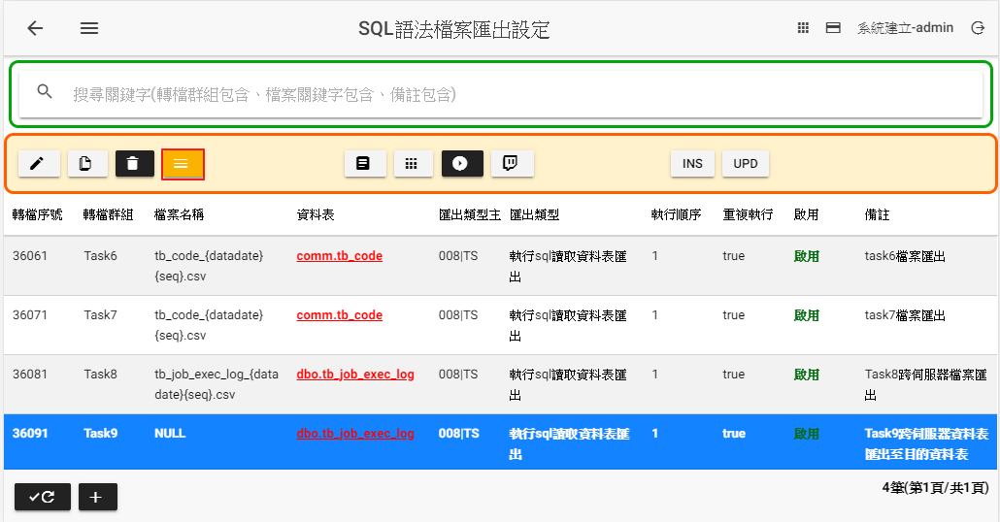 SQL語法檔案匯出設定
系統建立-admin
搜尋關鍵字(轉檔群組包含、檔案關鍵字包含、備註包含)
INS UPD
轉檔序號 轉檔群組 檔案名稱 資料表 匯出類型主 匯出類型 執行順序 重複執行 啟用 備註
36061 Task6 tb_code_{datadate} comm.tb_code 008|TS 執行sql讀取資料表匯 1 true 啟用 task6檔案匯出
{seq}.csv 出
36071 Task7 tb_code_{datadate} comm.tb_code 008|TS 執行sql讀取資料表匯 1 true 啟用 task7檔案匯出
{seq}.csv 出
36081 Task8 tb_job_exec_log_{data dbo.tb_job_exec_log 008|TS 執行sql讀取資料表匯 1 true 啟用 Task8跨伺服器檔案匯
date}{seq}.csv 出 出
36091 Task9 NULL dbo.tb_job_exec_log 008|TS 執行sql讀取資料表匯 1 true 啟用 Task9跨伺服器資料表
出 匯出至目的資料表
4筆(第1頁/共1頁)